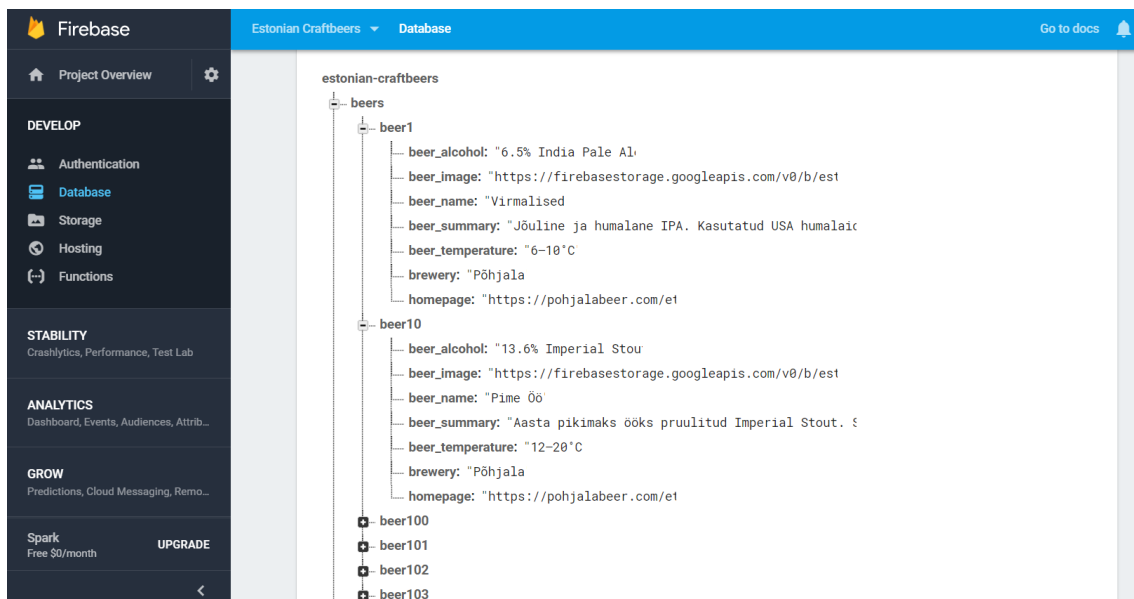 Firebase
Estonian Craftbeers
Database
Go to docs
Project Overview
DEVELOP
Authentication
Database
Storage
Hosting
Functions
STABILITY
Crashlytics, Performance, Test Lab
ANALYTICS
Dashboard, Events, Audiences, Attrib...
GROW
Predictions, Cloud Messaging, Remo...
Spark
Free $0/month
UPGRADE
estonian-craftbeers
beers
beer1
beer_alcohol: "6.5% India Pale Al
beer_image: "https://firebasestorage.googleapis.com/v0/b/est
beer_name: "Virmalised
beer_summary: "Jõuline ja humalane IPA. Kasutatud USA humalaid
beer_temperature: "6–10°C
brewery: "Põhjala
homepage: "https://pohjalabeer.com/et
beer10
beer_alcohol: "13.6% Imperial Stou
beer_image: "https://firebasestorage.googleapis.com/v0/b/est
beer_name: "Pime Öö
beer_summary: "Aasta pikimaks ööks pruulitud Imperial Stout. S
beer_temperature: "12–20°C
brewery: "Põhjala
homepage: "https://pohjalabeer.com/et
beer100
beer101
beer102
beer103